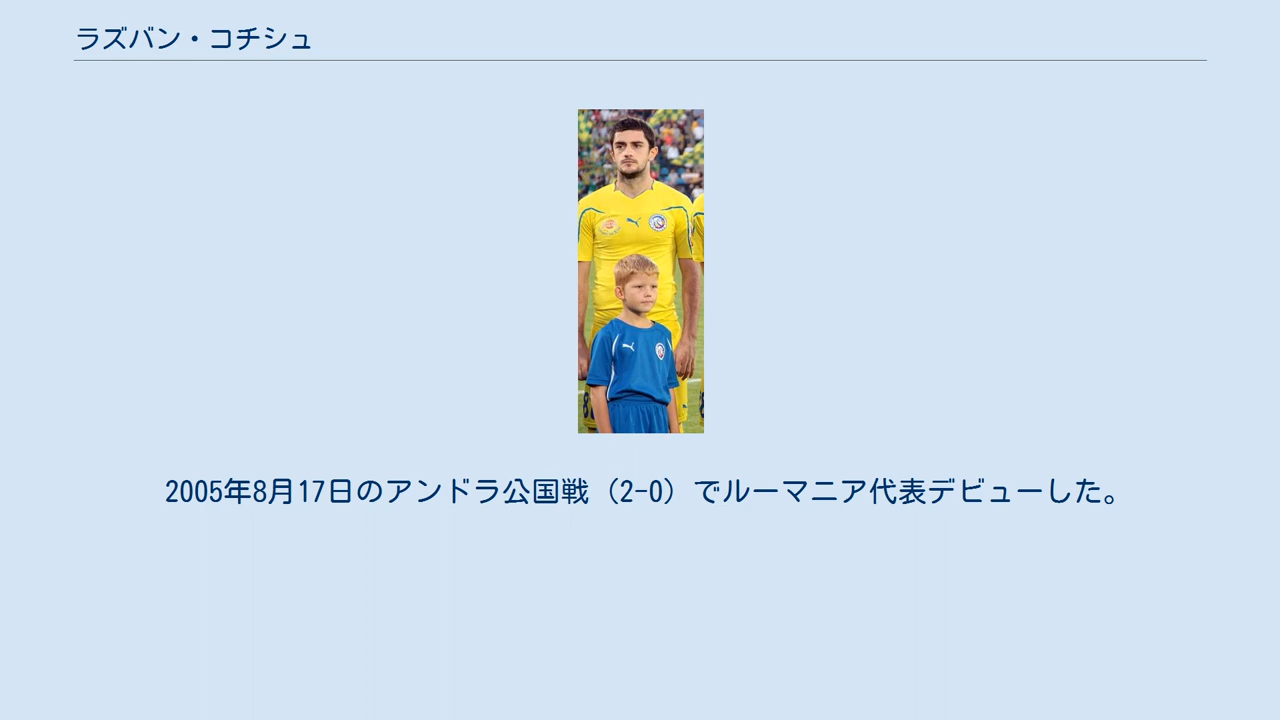 ラズバン・コチシュ
2005年8月17日のアンドラ公国戦（2-0）でルーマニア代表デビューした。